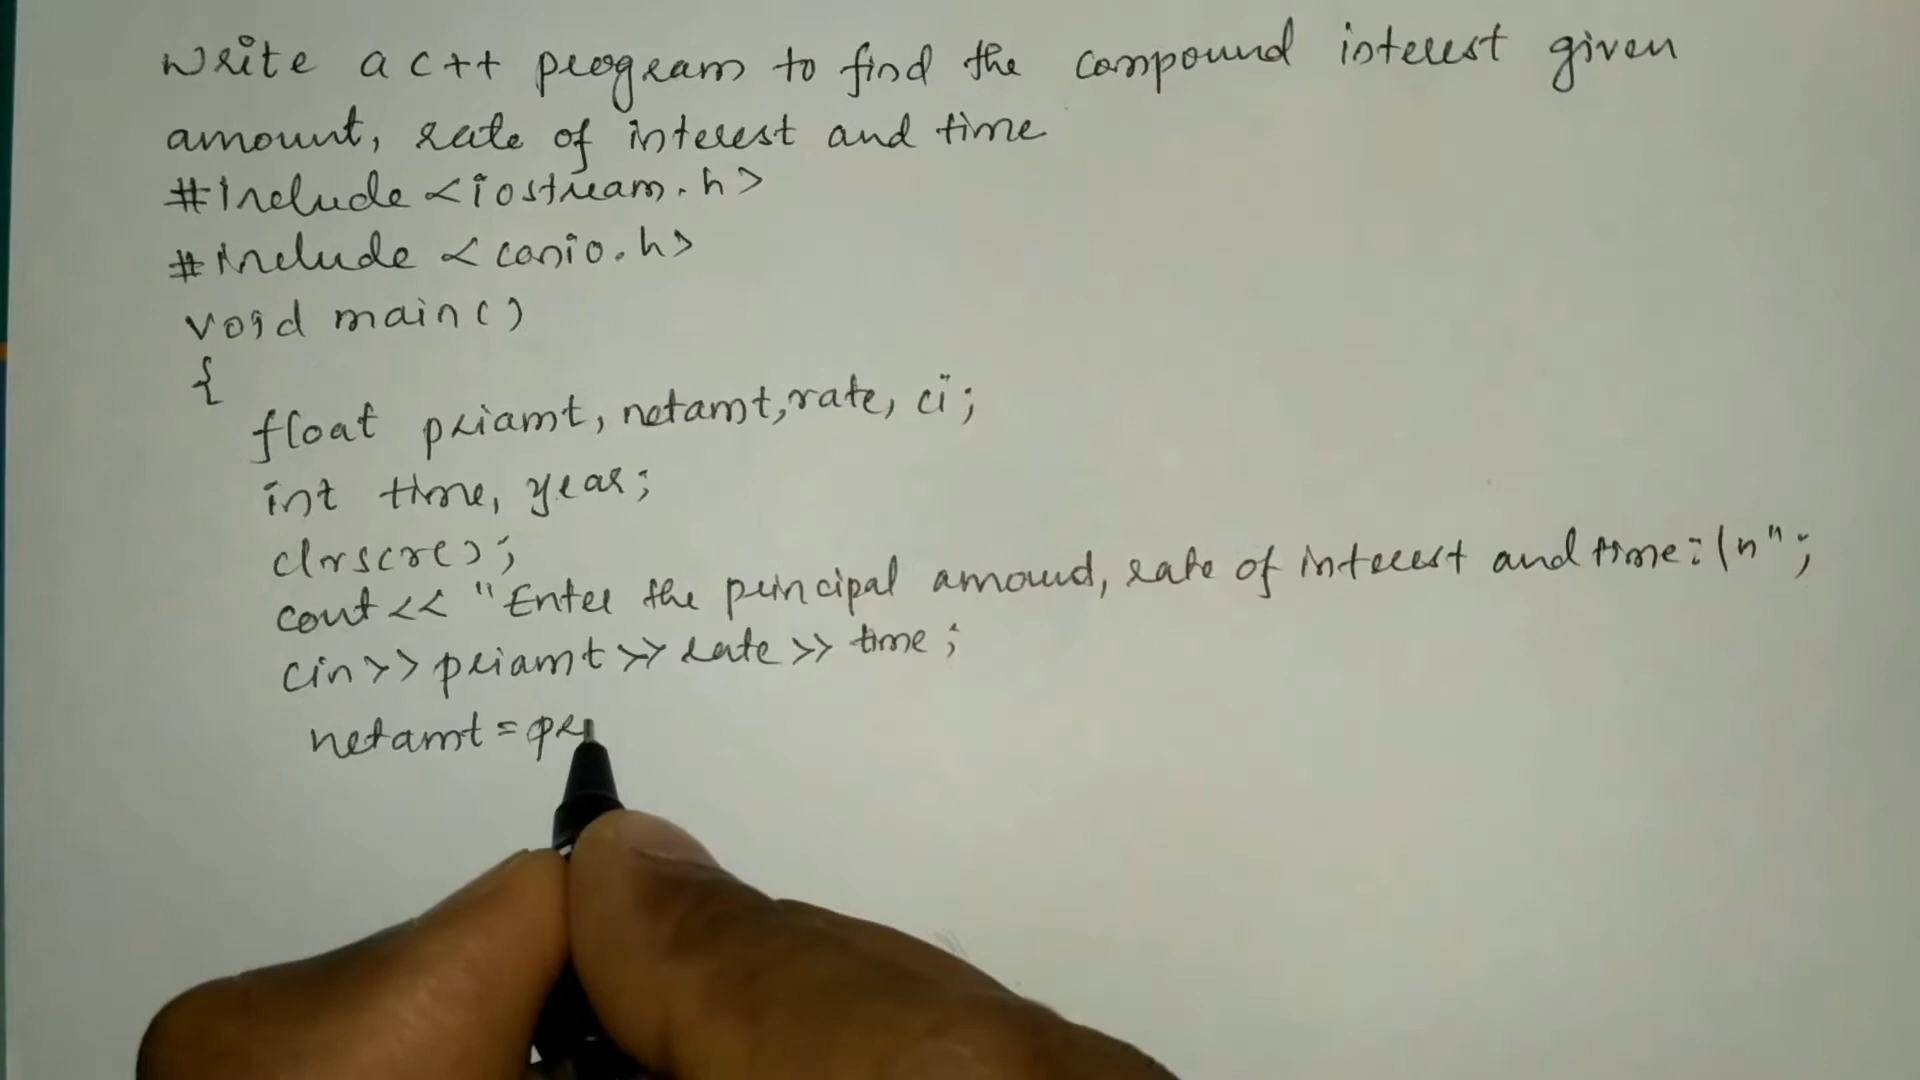 Write a c++ program to find the compound interest given
amount, rate of interest and time
#include <iostream.h>
#include <conio.h>
void main()
{
float priamt, netamt, rate, ci;
int time, year;
clrscr();
cout << "Enter the principal amound, rate of interest and time:\n";
cin>> priamt >> rate >> time;
netamt = pr